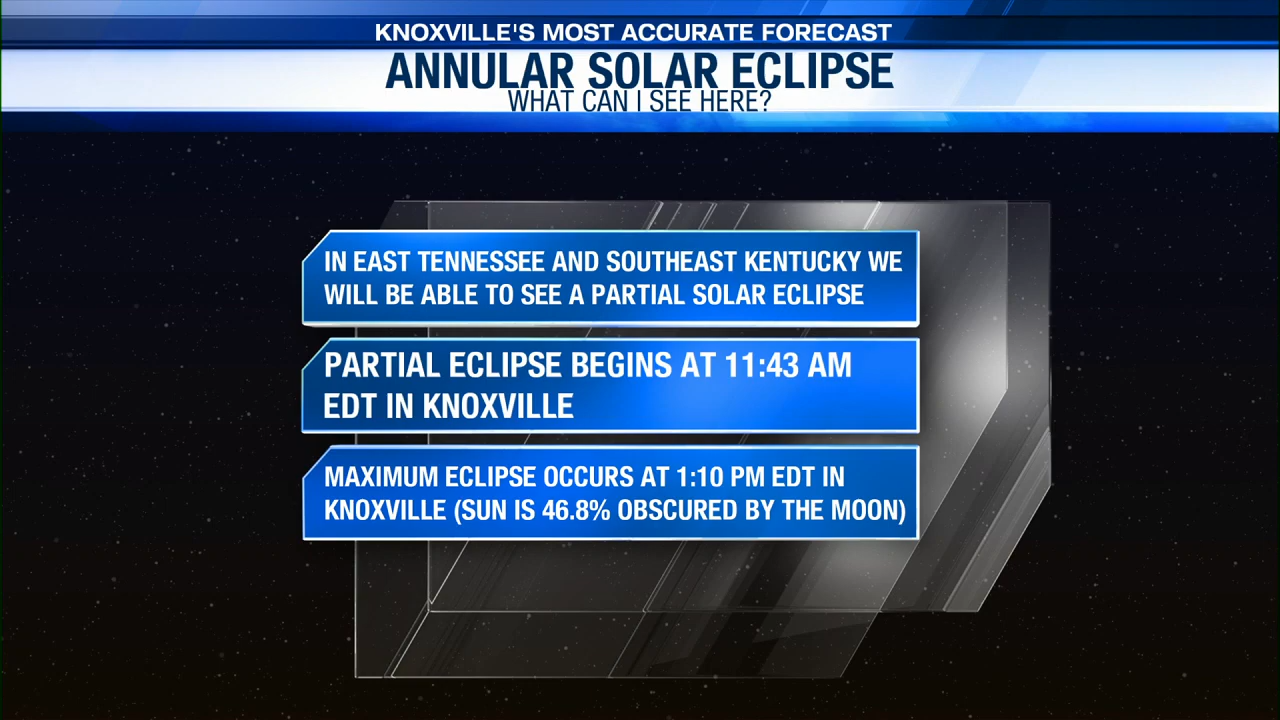 KNOXVILLE'S MOST ACCURATE FORECAST
ANNULAR SOLAR ECLIPSE
WHAT CAN I SEE HERE?
IN EAST TENNESSEE AND SOUTHEAST KENTUCKY WE
WILL BE ABLE TO SEE A PARTIAL SOLAR ECLIPSE
PARTIAL ECLIPSE BEGINS AT 11:43 AM
EDT IN KNOXVILLE
MAXIMUM ECLIPSE OCCURS AT 1:10 PM EDT IN
KNOXVILLE (SUN IS 46.8% OBSCURED BY THE MOON)